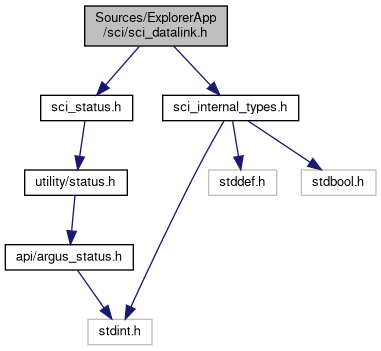 Sources/ExplorerApp
/sci/sci_datalink.h
sci_status.h
sci_internal_types.h
utility/status.h
stddef.h
stdbool.h
api/argus_status.h
stdint.h